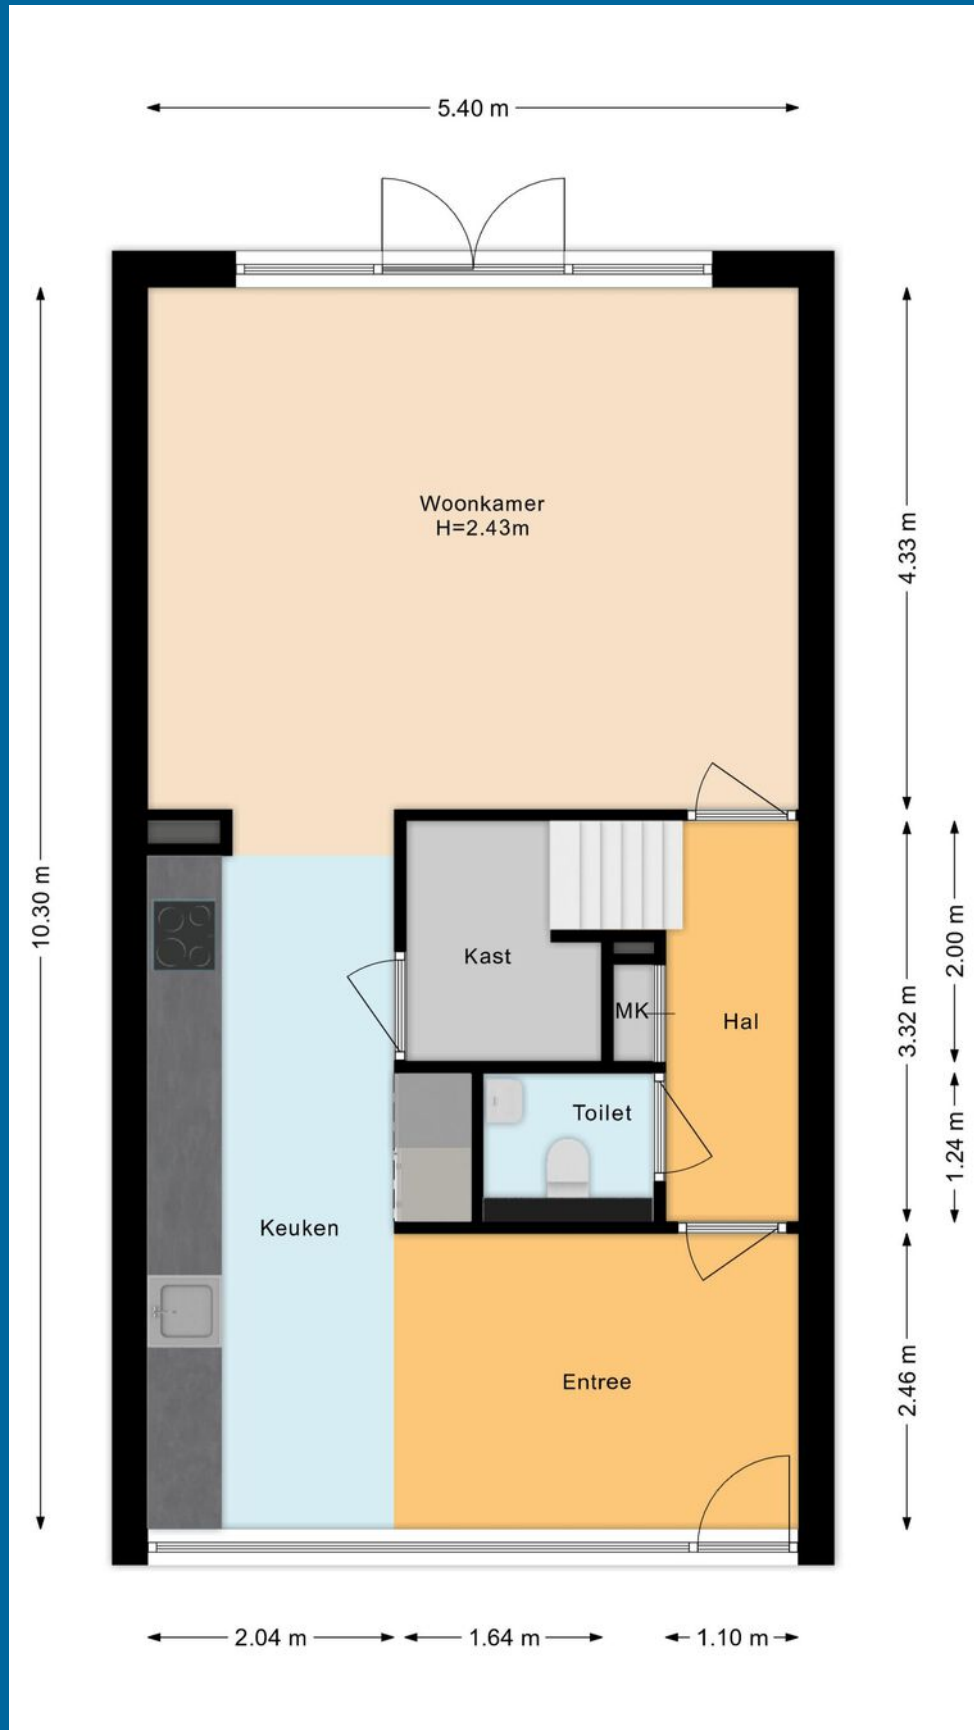 5.40 m
Woonkamer
H=2.43m
4.33 m
10.30 m
Kast
MK
Hal
2.00 m
3.32 m
Toilet
1.24 m
Keuken
Entree
2.46 m
2.04 m
1.64 m
1.10 m